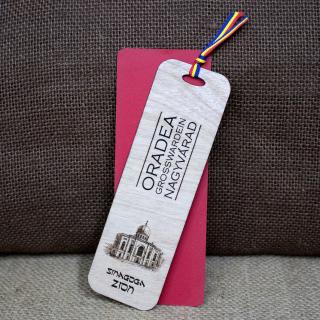 ORADEA
GROSSWARDEIN
NAGYVÁRAD
SINAGOGA
ZION